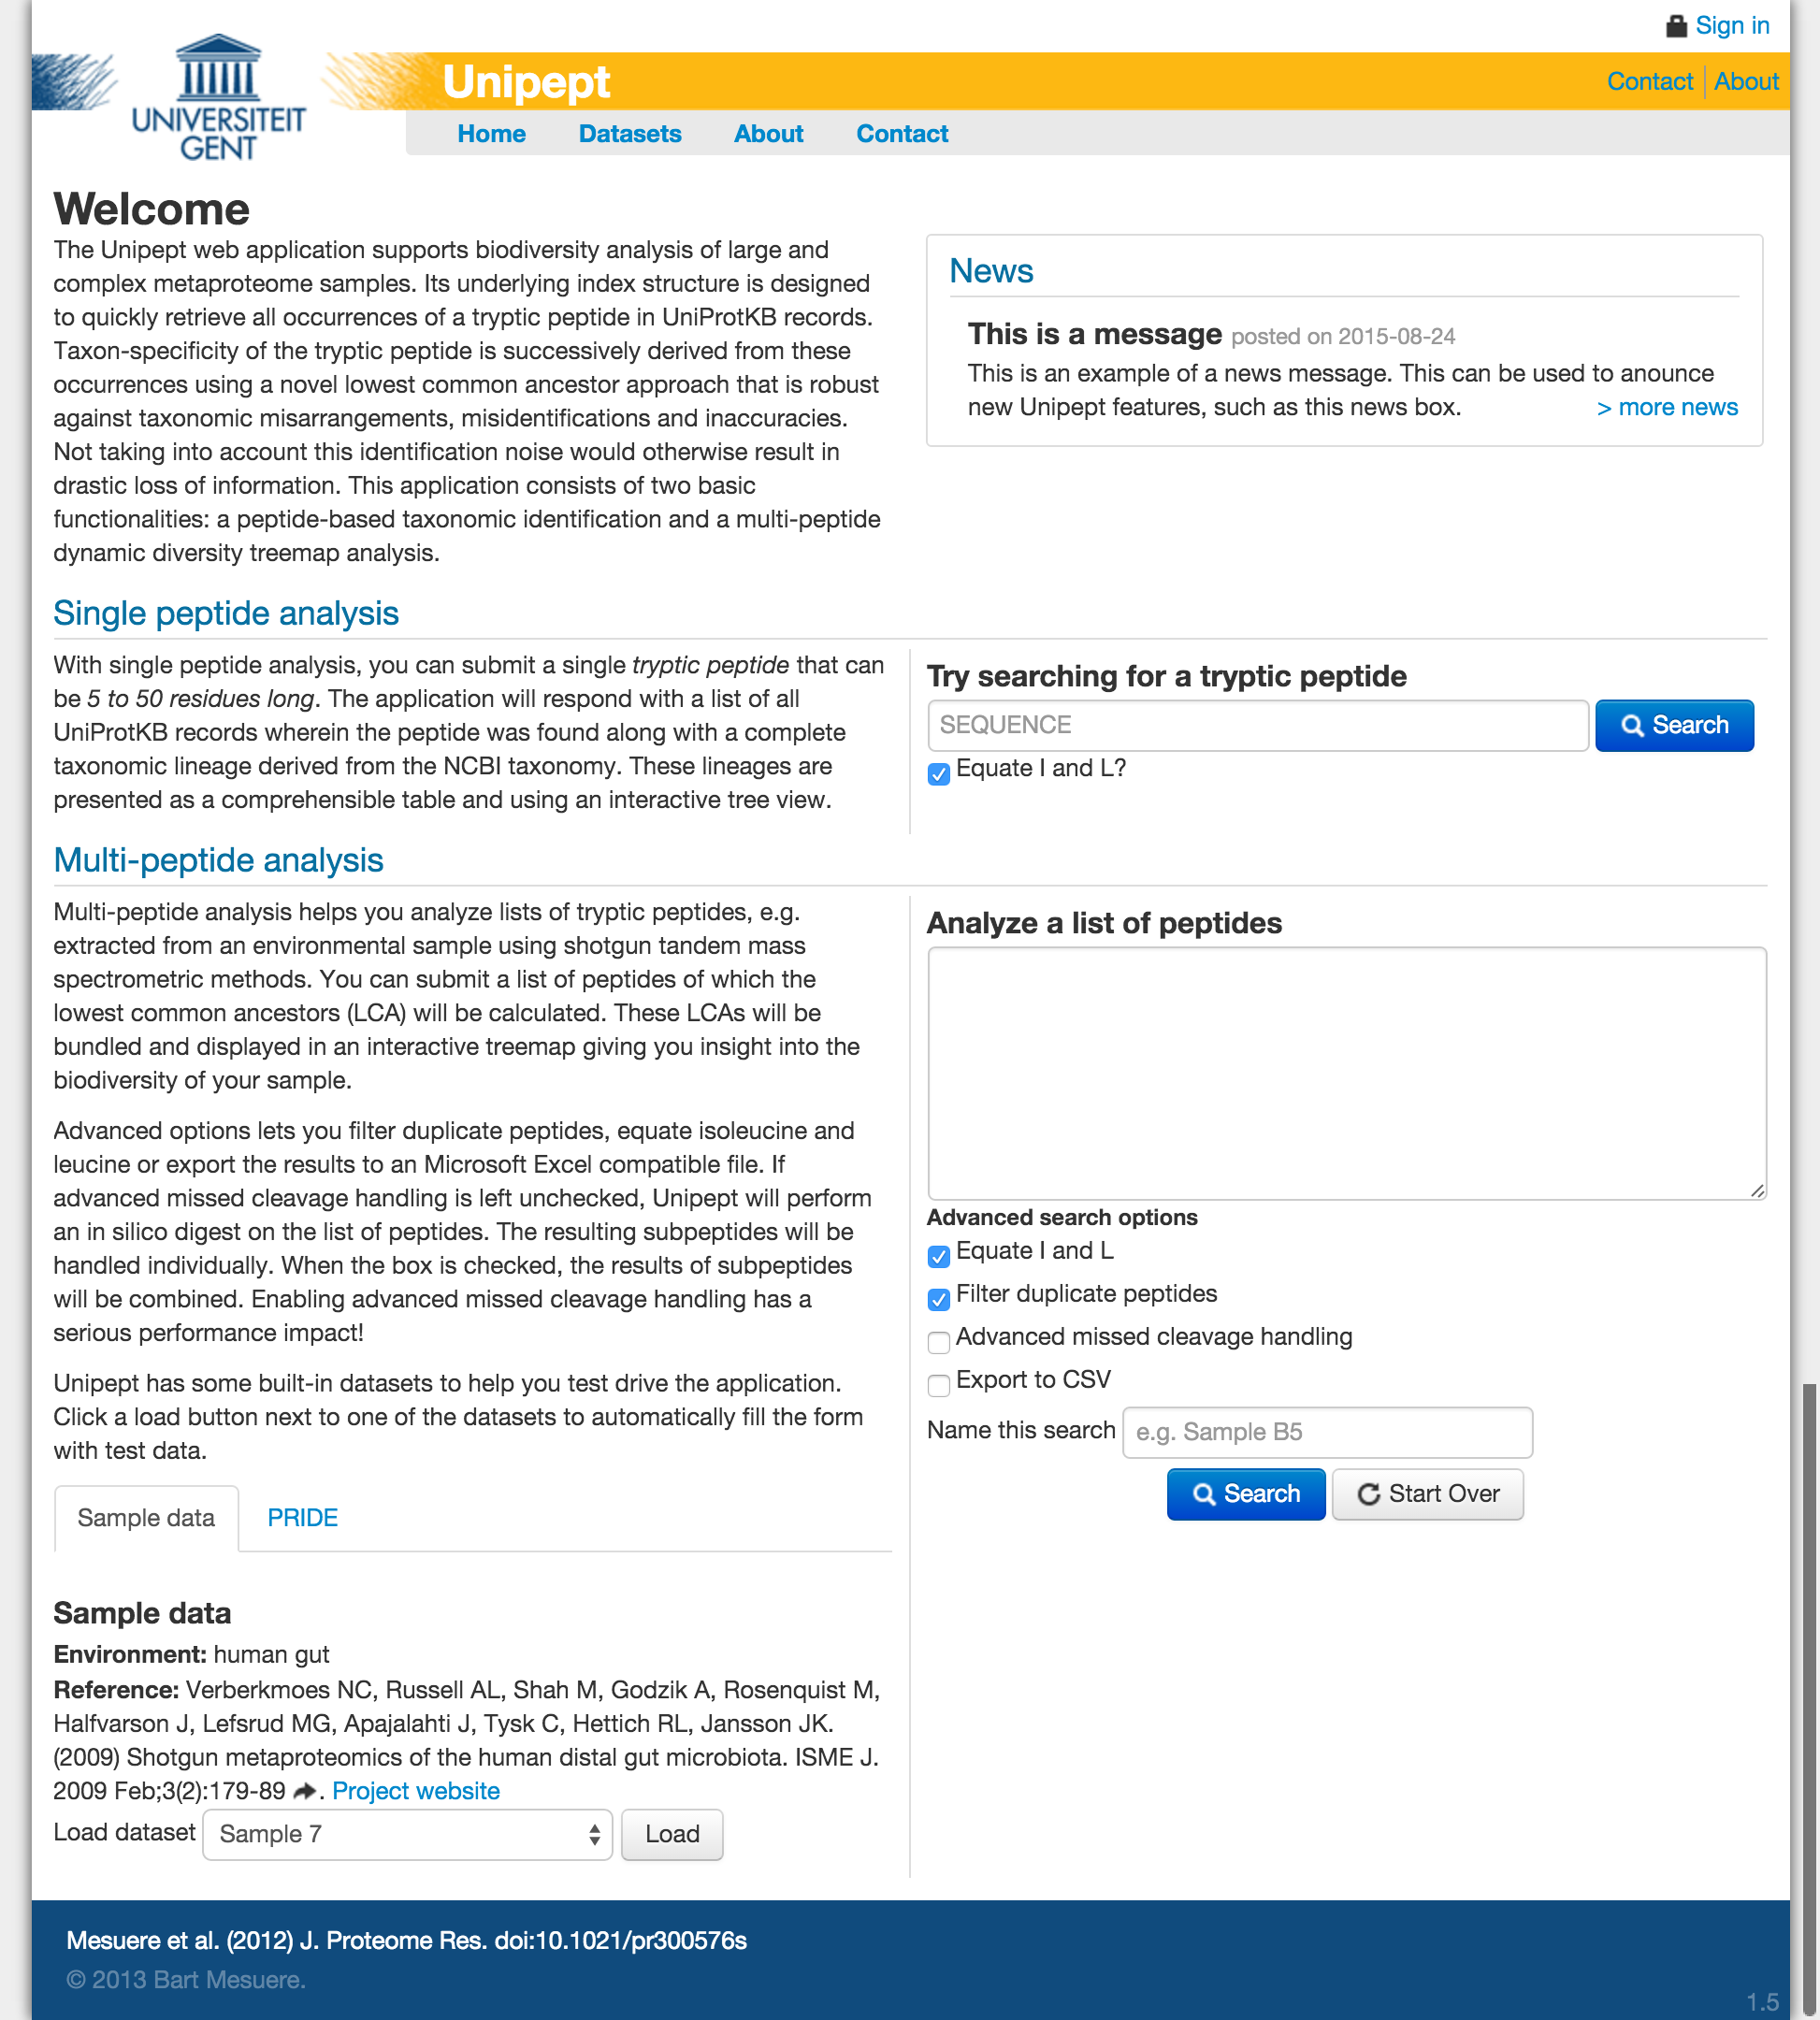 Sign in
UNIVERSITEIT
GENT
Unipept
Contact
About
Home
Datasets
About
Contact
Welcome
The Unipept web application supports biodiversity analysis of large and
complex metaproteome samples. Its underlying index structure is designed
to quickly retrieve all occurrences of a tryptic peptide in UniProtKB records.
Taxon-specificity of the tryptic peptide is successively derived from these
occurrences using a novel lowest common ancestor approach that is robust
against taxonomic misarrangements, misidentifications and inaccuracies.
Not taking into account this identification noise would otherwise result in
drastic loss of information. This application consists of two basic
functionalities: a peptide-based taxonomic identification and a multi-peptide
dynamic diversity treemap analysis.
News
This is a message posted on 2015-08-24
This is an example of a news message. This can be used to anounce
new Unipept features, such as this news box.
> more news
Single peptide analysis
With single peptide analysis, you can submit a single tryptic peptide that can
be 5 to 50 residues long. The application will respond with a list of all
UniProtKB records wherein the peptide was found along with a complete
taxonomic lineage derived from the NCBI taxonomy. These lineages are
presented as a comprehensible table and using an interactive tree view.
Try searching for a tryptic peptide
SEQUENCE
Search
Equate I and L?
Multi-peptide analysis
Multi-peptide analysis helps you analyze lists of tryptic peptides, e.g.
extracted from an environmental sample using shotgun tandem mass
spectrometric methods. You can submit a list of peptides of which the
lowest common ancestors (LCA) will be calculated. These LCAs will be
bundled and displayed in an interactive treemap giving you insight into the
biodiversity of your sample.
Advanced options lets you filter duplicate peptides, equate isoleucine and
leucine or export the results to an Microsoft Excel compatible file. If
advanced missed cleavage handling is left unchecked, Unipept will perform
an in silico digest on the list of peptides. The resulting subpeptides will be
handled individually. When the box is checked, the results of subpeptides
will be combined. Enabling advanced missed cleavage handling has a
serious performance impact!
Unipept has some built-in datasets to help you test drive the application.
Click a load button next to one of the datasets to automatically fill the form
with test data.
Sample data
PRIDE
Sample data
Environment: human gut
Reference: Verberkmoes NC, Russell AL, Shah M, Godzik A, Rosenquist M,
Halfvarson J, Lefsrud MG, Apajalahti J, Tysk C, Hettich RL, Jansson JK.
(2009) Shotgun metaproteomics of the human distal gut microbiota. ISME J.
2009 Feb;3(2):179-89 . Project website
Load dataset
Sample 7
Load
Analyze a list of peptides
Advanced search options
Equate I and L
Filter duplicate peptides
Advanced missed cleavage handling
Export to CSV
Name this search
e.g. Sample B5
Search
Start Over
Mesuere et al. (2012) J. Proteome Res. doi:10.1021/pr300576s
© 2013 Bart Mesuere.
1.5